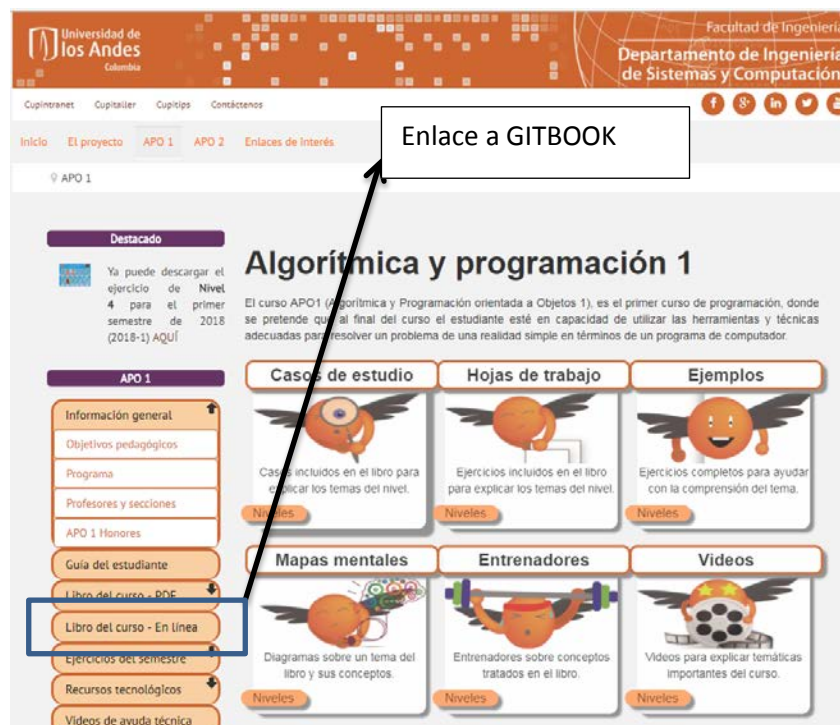 Universidad de
los Andes
Colombia
Facultad de Ingeniería
Departamento de Ingeniería
de Sistemas y Computación
Cupintranet Cupitaller Cupitips Contáctenos
Inicio El proyecto APO 1 APO 2 Enlaces de interés
Enlace a GITBOOK
APO 1
Destacado
Ya puede descargar el
ejercicio de Nivel
4 para el primer
semestre de 2018
(2018-1) AQUÍ
Algorítmica y programación 1
El curso APO1 (Algorítmica y Programación orientada a Objetos 1), es el primer curso de programación, donde
se pretende que al final del curso el estudiante esté en capacidad de utilizar las herramientas y técnicas
adecuadas para resolver un problema de una realidad simple en términos de un programa de computador.
APO 1
Información general
Objetivos pedagógicos
Programa
Profesores y secciones
APO 1 Honores
Guía del estudiante
Libro del curso - PDF
Libro del curso - En línea
Ejercicios del semestre
Recursos tecnológicos
Videos de ayuda técnica
Casos de estudio
Casos incluidos en el libro para
explicar los temas del nivel.
Niveles
Hojas de trabajo
Ejercicios incluidos en el libro
para explicar los temas del nivel.
Niveles
Ejemplos
Ejercicios completos para ayudar
con la comprensión del tema.
Niveles
Mapas mentales
Diagramas sobre un tema del
libro y sus conceptos.
Niveles
Entrenadores
Entrenadores sobre conceptos
tratados en el libro.
Niveles
Videos
Videos para explicar temáticas
importantes del curso.
Niveles